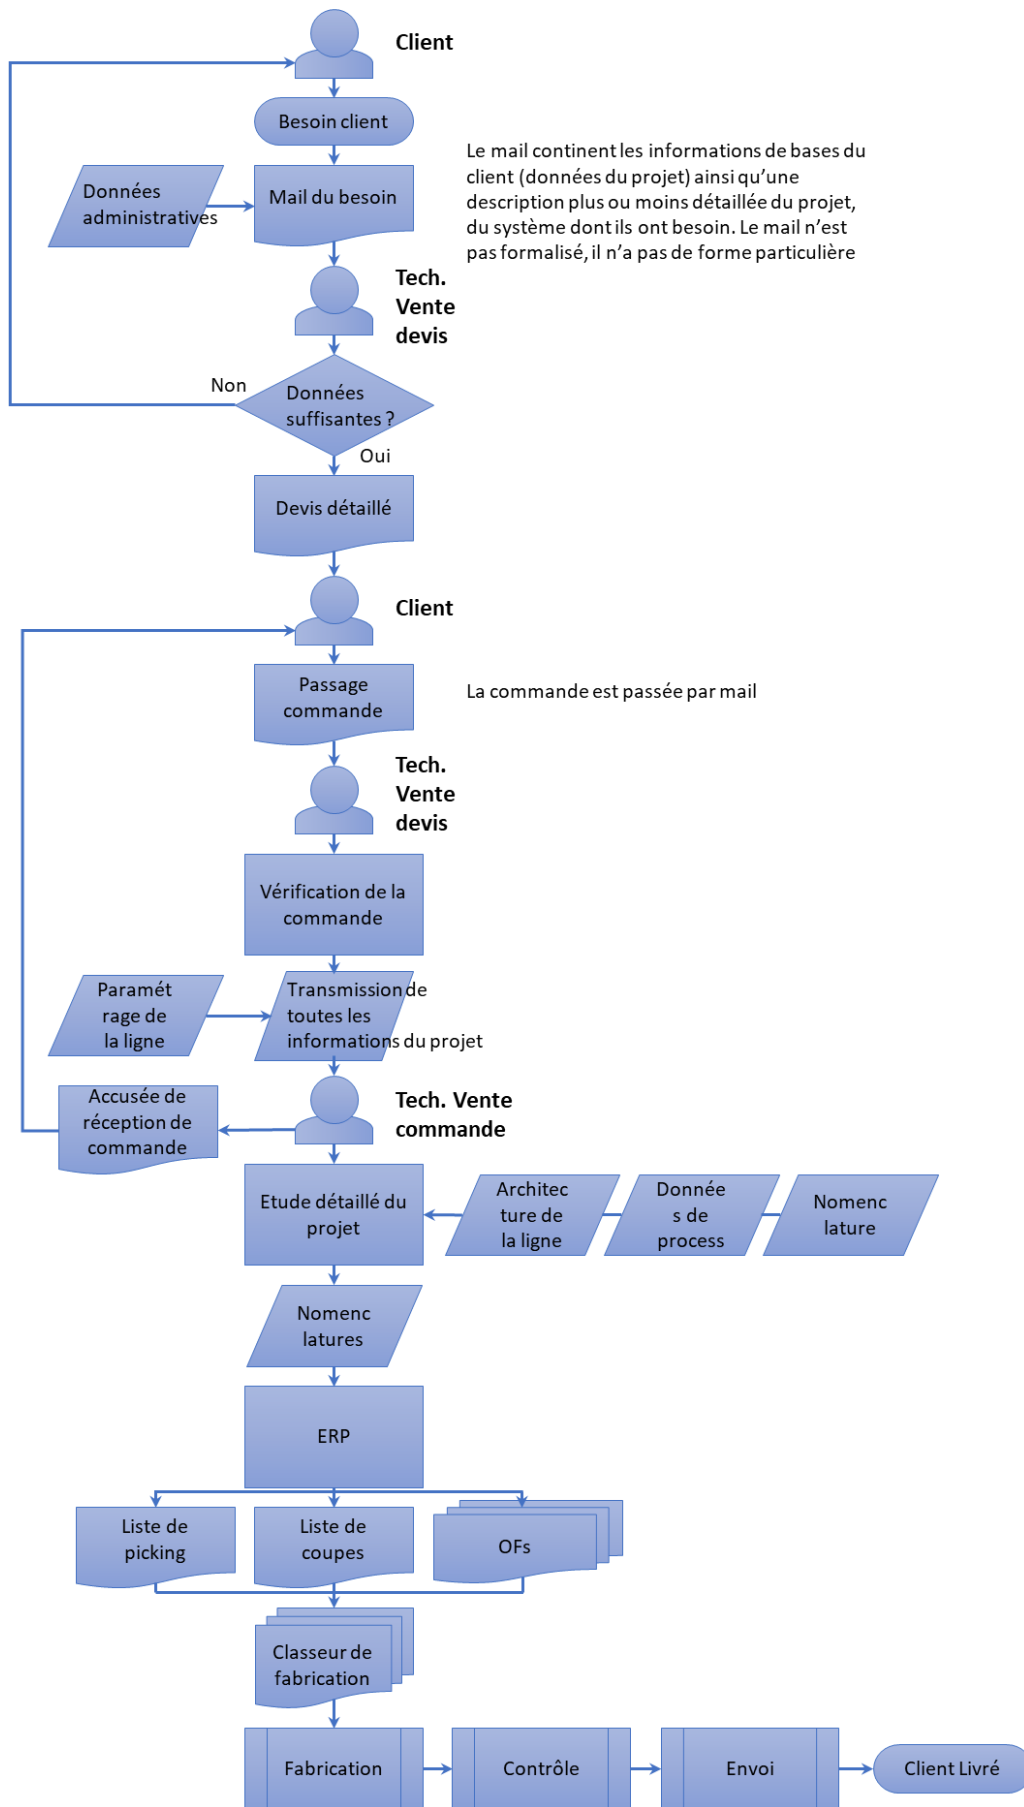 Client
Besoin client
Le mail continent les informations de bases du
client (données du projet) ainsi qu'une
description plus ou moins détaillée du projet,
du système dont ils ont besoin. Le mail n'est
pas formalisé, il n'a pas de forme particulière
Données
administratives
Mail du besoin
Tech.
Vente
devis
Non
Données
suffisantes ?
Oui
Devis détaillé
Client
Passage
commande
La commande est passée par mail
Tech.
Vente
devis
Vérification de la
commande
Paramét
rage de
la ligne
Transmission de
toutes les
informations du projet
Accusée de
réception de
commande
Tech. Vente
commande
Etude détaillé du
projet
Architec
ture de
la ligne
Donnée
s de
process
Nomenc
lature
Nomenc
latures
ERP
Liste de
picking
Liste de
coupes
OFs
Classeur de
fabrication
Fabrication
Contrôle
Envoi
Client Livré